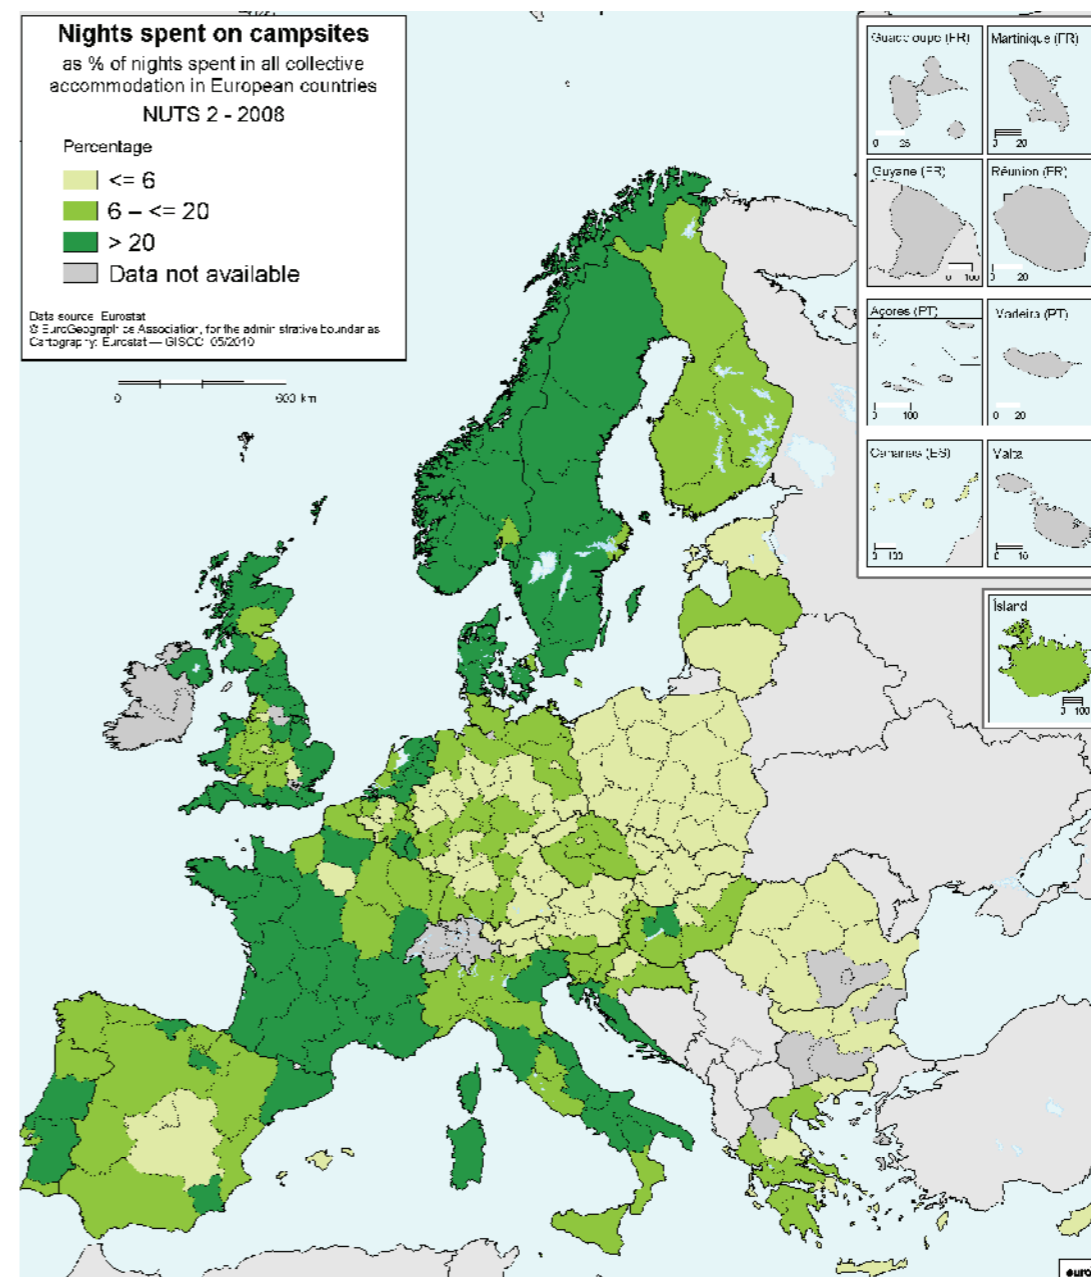 Nights spent on campsites
as % of nights spent in all collective
accommodation in European countries
NUTS 2 - 2008
Percentage
<= 6
6 – <= 20
> 20
Data not available
Data source: Eurostat
© EuroGeographics Association, for the administrative boundaries
Cartography: Eurostat — GISCO, 05/2010
0 600 km
Guadeloupe (FR)
0 25
Martinique (FR)
0 20
Guyane (FR)
0 100
Réunion (FR)
0 20
Açores (PT)
0 100
Madeira (PT)
0 20
Canarias (ES)
0 100
Malta
0 10
Ísland
0 100